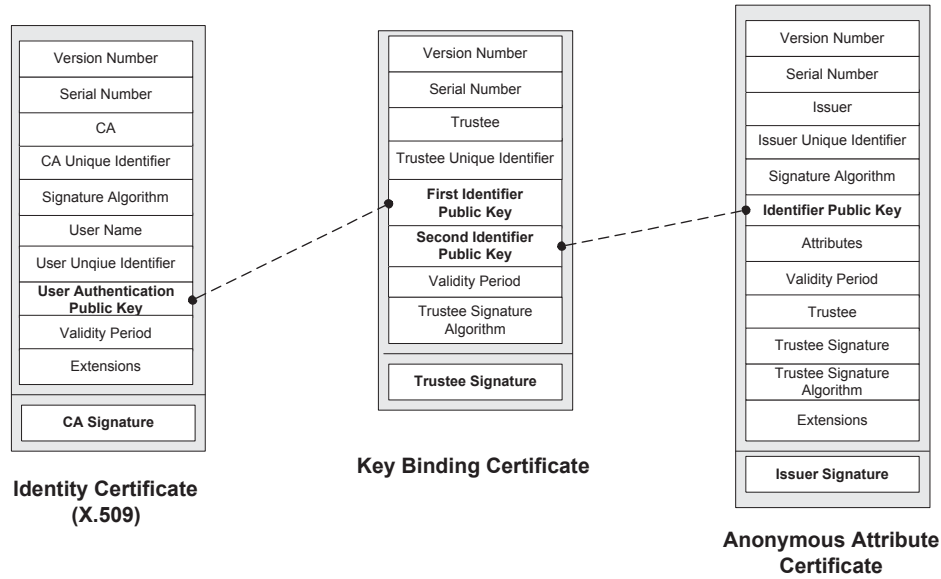 Version Number
Serial Number
CA
CA Unique Identifier
Signature Algorithm
User Name
User Unqiue Identifier
User Authentication
Public Key
Validity Period
Extensions
CA Signature
Identity Certificate
(X.509)
Version Number
Serial Number
Trustee
Trustee Unique Identifier
First Identifier
Public Key
Second Identifier
Public Key
Validity Period
Trustee Signature
Algorithm
Trustee Signature
Key Binding Certificate
Version Number
Serial Number
Issuer
Issuer Unique Identifier
Signature Algorithm
Identifier Public Key
Attributes
Validity Period
Trustee
Trustee Signature
Trustee Signature
Algorithm
Extensions
Issuer Signature
Anonymous Attribute
Certificate